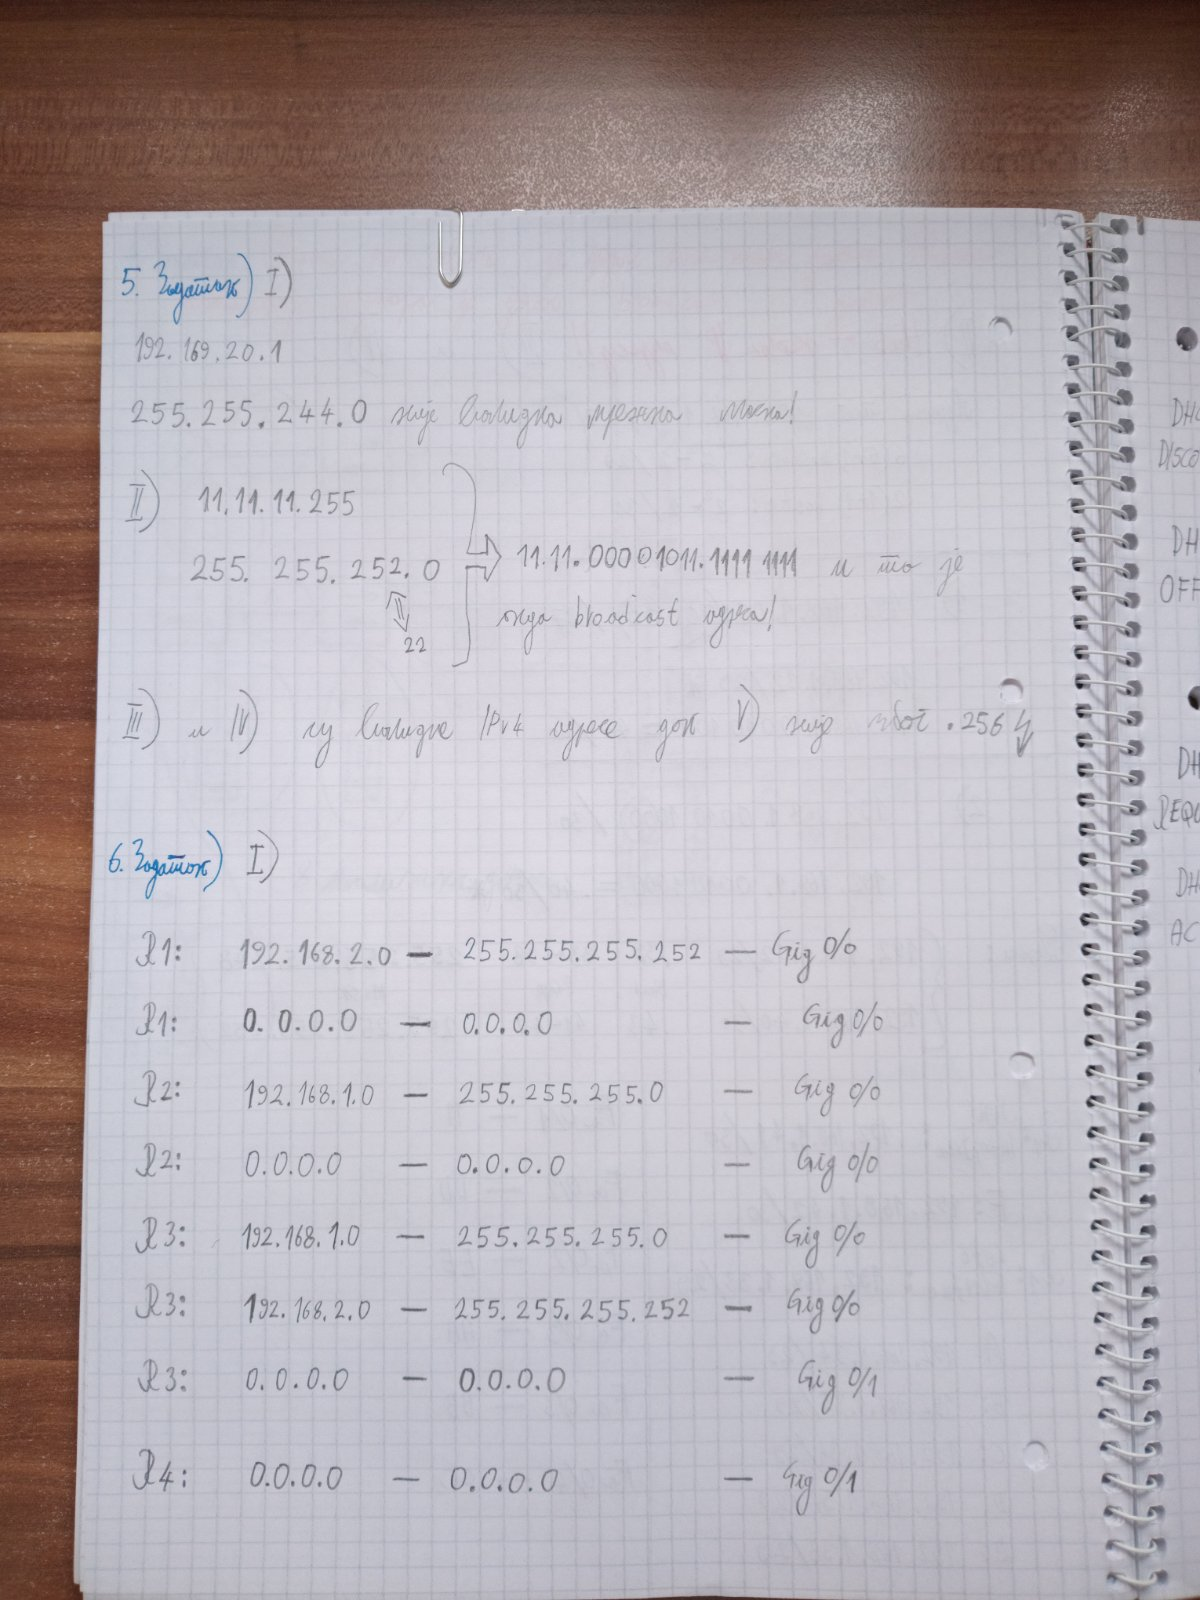 5. Задатак) I)
192.169.20.1
255.255.244.0 није валидна мрежна маска!
II) 11.11.11.255
255. 255. 252. 0
22
11.11.00001011.1111 1111 и то је
онда broadcast адреса!
III) и IV) су валидне IPv4 адресе док V) није због .256
6. Задатак) I)
R1: 192.168.2.0 — 255.255.255.252 — Gig 0/0
R1: 0.0.0.0 — 0.0.0.0 — Gig 0/0
R2: 192.168.1.0 — 255.255.255.0 — Gig 0/0
R2: 0.0.0.0 — 0.0.0.0 — Gig 0/0
R3: 192.168.1.0 — 255.255.255.0 — Gig 0/0
R3: 192.168.2.0 — 255.255.255.252 — Gig 0/0
R3: 0.0.0.0 — 0.0.0.0 — Gig 0/1
R4: 0.0.0.0 — 0.0.0.0 — Gig 0/1